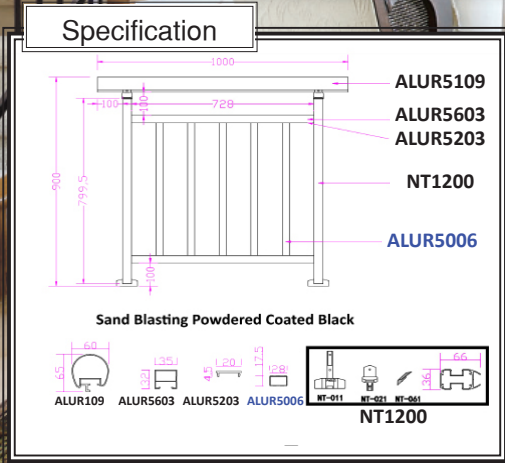 Specification
1000
ALUR5109
100
100
728
ALUR5603
ALUR5203
900
799.5
NT1200
ALUR5006
100
Sand Blasting Powdered Coated Black
60
65
35
32
20
4.5
17.5
28
66
36
ALUR109 ALUR5603 ALUR5203 ALUR5006
NT-011 NT-021 NT-061
NT1200